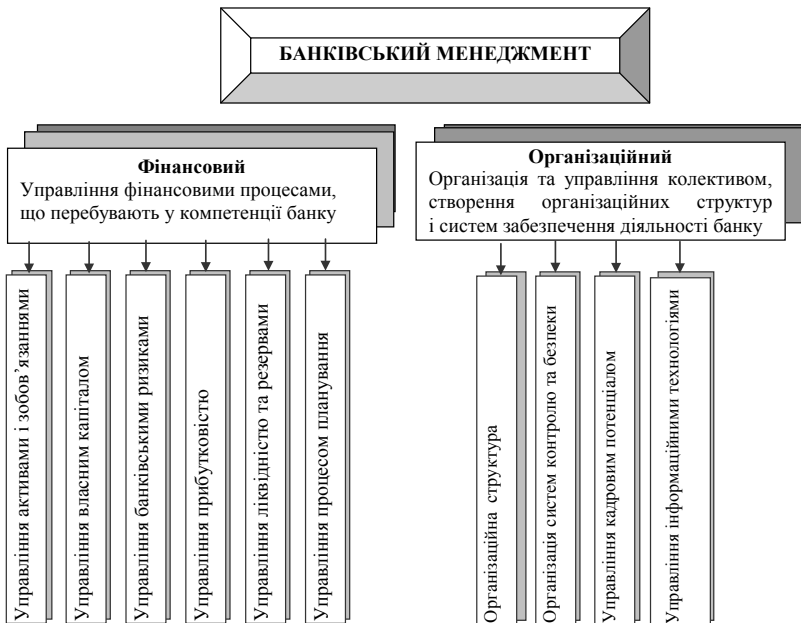 БАНКІВСЬКИЙ МЕНЕДЖМЕНТ
Фінансовий
Управління фінансовими процесами,
що перебувають у компетенції банку
Організаційний
Організація та управління колективом,
створення організаційних структур
і систем забезпечення діяльності банку
Управління активами і зобов’язаннями
Управління власним капіталом
Управління банківськими ризиками
Управління прибутковістю
Управління ліквідністю та резервами
Управління процесом планування
Організаційна структура
Організація систем контролю та безпеки
Управління кадровим потенціалом
Управління інформаційними технологіями